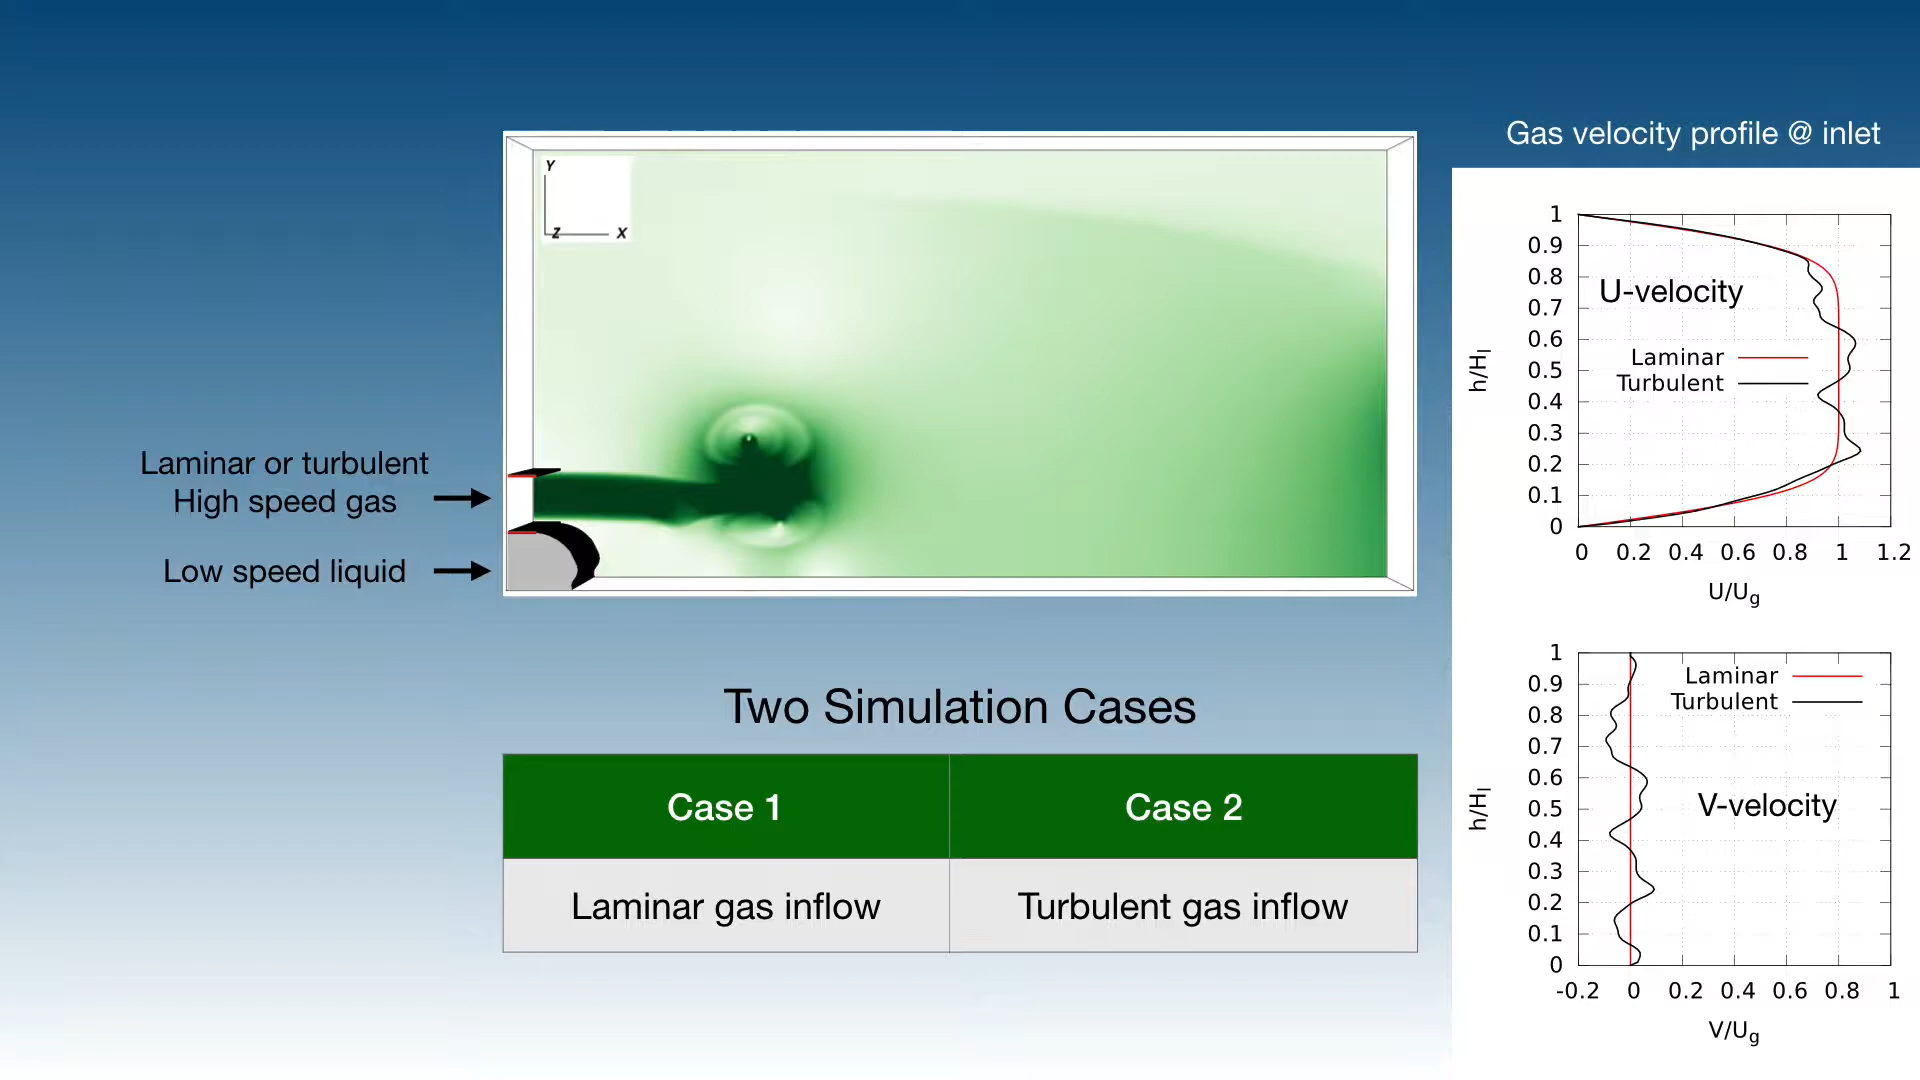 Gas velocity profile @ inlet
Y
Z
X
Laminar or turbulent
High speed gas
Low speed liquid
Two Simulation Cases
Case 1
Case 2
Laminar gas inflow
Turbulent gas inflow
1
0.9
0.8
0.7
0.6
0.5
0.4
0.3
0.2
0.1
0
h/Hl
U-velocity
Laminar
Turbulent
0 0.2 0.4 0.6 0.8 1 1.2
U/Ug
1
0.9
0.8
0.7
0.6
0.5
0.4
0.3
0.2
0.1
0
h/Hl
Laminar
Turbulent
V-velocity
-0.2 0 0.2 0.4 0.6 0.8 1
V/Ug